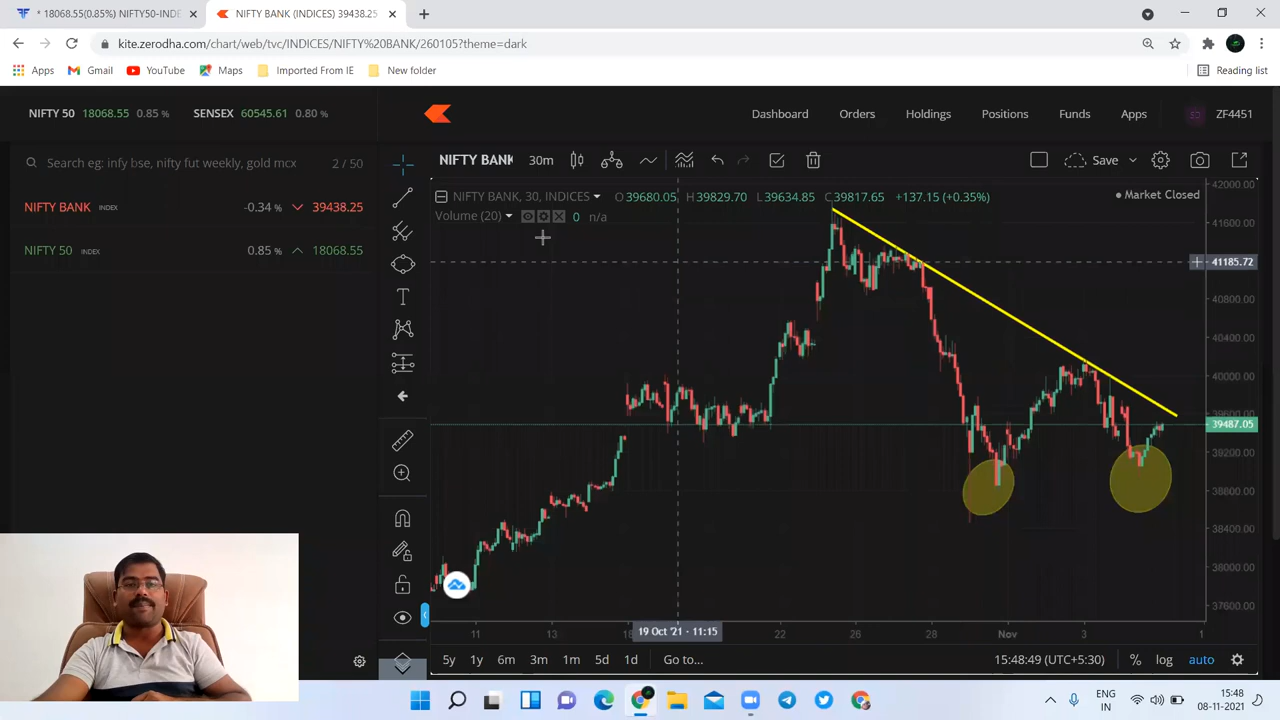 * 18068.55(0.85%) NIFTY50-INDE
NIFTY BANK (INDICES) 39438.25
kite.zerodha.com/chart/web/tvc/INDICES/NIFTY%20BANK/260105?theme=dark
Apps Gmail YouTube Maps Imported From IE New folder Reading list
NIFTY 50 18068.55 0.85 % SENSEX 60545.61 0.80 %
Dashboard Orders Holdings Positions Funds Apps ZF4451
Search eg: infy bse, nifty fut weekly, gold mcx 2 / 50
NIFTY BANK INDEX -0.34 % 39438.25
NIFTY 50 INDEX 0.85 % 18068.55
NIFTY BANK 30m Save
NIFTY BANK, 30, INDICES O39680.05 H39829.70 L39634.85 C39817.65 +137.15 (+0.35%)
Market Closed
Volume (20) 0 n/a
42000.00
41600.00
41185.72
40800.00
40400.00
40000.00
39600.00
39487.05
39200.00
38800.00
38400.00
38000.00
37600.00
11 13 18 19 Oct '21 - 11:15 22 26 28 Nov 3 1
5y 1y 6m 3m 1m 5d 1d Go to... 15:48:49 (UTC+5:30) % log auto
ENG
IN
15:48
08-11-2021